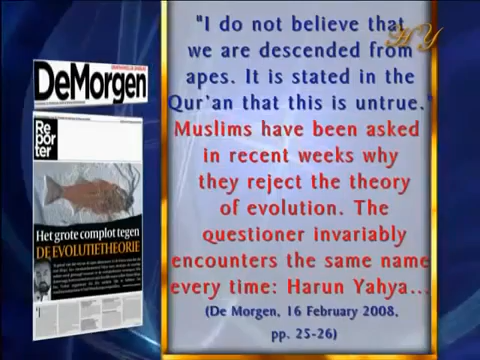 "I do not believe that
we are descended from
apes. It is stated in the
Qur'an that this is untrue."
Muslims have been asked
in recent weeks why
they reject the theory
of evolution. The
questioner invariably
encounters the same name
every time: Harun Yahya...
(De Morgen, 16 February 2008,
pp. 25-26)
HY
DeMorgen
Re
por
ter
Het grote complot tegen
DE EVOLUTIETHEORIE